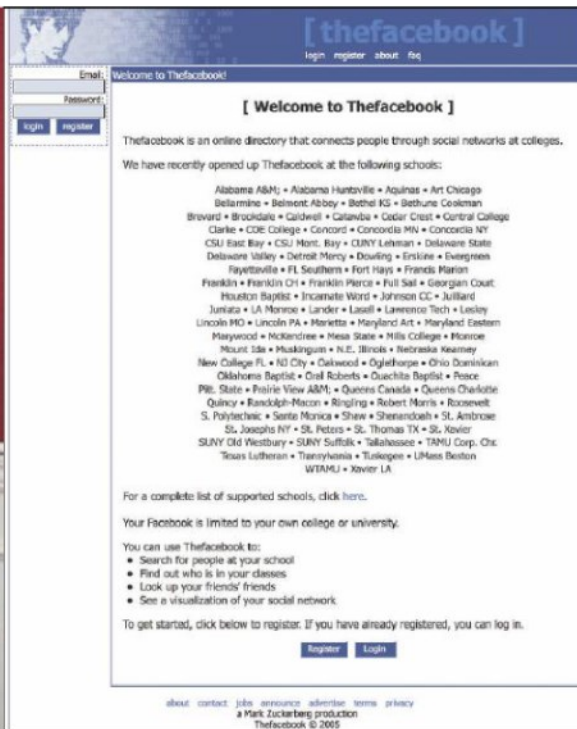 [thefacebook]
login register about faq
Email:
Password:
login register
Welcome to Thefacebook!
[ Welcome to Thefacebook ]
Thefacebook is an online directory that connects people through social networks at colleges.
We have recently opened up Thefacebook at the following schools:
Alabama A&M; • Alabama Huntsville • Aquinas • Art Chicago
Bellarmine • Belmont Abbey • Bethel KS • Bethune Cookman
Brevard • Brookdale • Caldwell • Catawba • Cedar Crest • Central College
Clarke • COE College • Concord • Concordia MN • Concordia NY
CSU East Bay • CSU Mont. Bay • CUNY Lehman • Delaware State
Delaware Valley • Detroit Mercy • Dowling • Erskine • Evergreen
Fayetteville • FL Southern • Fort Hays • Francis Marion
Franklin • Franklin CH • Franklin Pierce • Full Sail • Georgian Court
Houston Baptist • Incarnate Word • Johnson CC • Juilliard
Juniata • LA Monroe • Lander • Lasell • Lawrence Tech • Lesley
Lincoln MO • Lincoln PA • Marietta • Maryland Art • Maryland Eastern
Marywood • McKendree • Mesa State • Mills College • Monroe
Mount Ida • Muskingum • N.E. Illinois • Nebraska Kearney
New College FL • NJ City • Oakwood • Oglethorpe • Ohio Dominican
Oklahoma Baptist • Oral Roberts • Ouachita Baptist • Peace
Pitt. State • Prairie View A&M; • Queens Canada • Queens Charlotte
Quincy • Randolph-Macon • Ringling • Robert Morris • Roosevelt
S. Polytechnic • Santa Monica • Shaw • Shenandoah • St. Ambrose
St. Josephs NY • St. Peters • St. Thomas TX • St. Xavier
SUNY Old Westbury • SUNY Suffolk • Tallahassee • TAMU Corp. Chr.
Texas Lutheran • Transylvania • Tuskegee • UMass Boston
WTAMU • Xavier LA
For a complete list of supported schools, click here.
Your Facebook is limited to your own college or university.
You can use Thefacebook to:
• Search for people at your school
• Find out who is in your classes
• Look up your friends' friends
• See a visualization of your social network
To get started, click below to register. If you have already registered, you can log in.
Register Login
about contact jobs announce advertise terms privacy
a Mark Zuckerberg production
Thefacebook © 2005